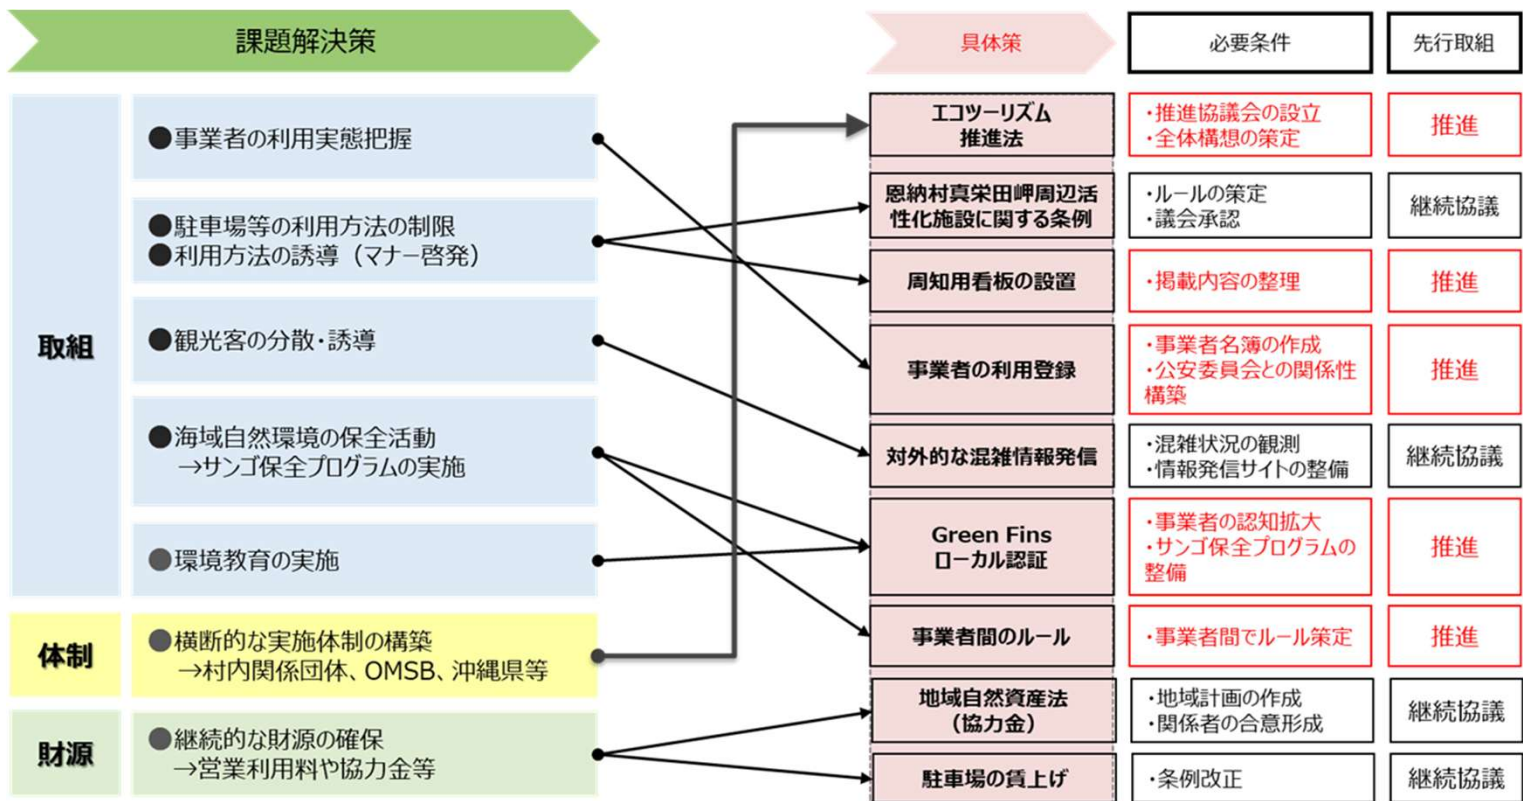 課題解決策
具体策
必要条件
先行取組
取組
●事業者の利用実態把握
●駐車場等の利用方法の制限
●利用方法の誘導（マナー啓発）
●観光客の分散・誘導
●海域自然環境の保全活動
→サンゴ保全プログラムの実施
●環境教育の実施
体制
●横断的な実施体制の構築
→村内関係団体、OMSB、沖縄県等
財源
●継続的な財源の確保
→営業利用料や協力金等
エコツーリズム
推進法
・推進協議会の設立
・全体構想の策定
推進
恩納村真栄田岬周辺活
性化施設に関する条例
・ルールの策定
・議会承認
継続協議
周知用看板の設置
・掲載内容の整理
推進
事業者の利用登録
・事業者名簿の作成
・公安委員会との関係性
構築
推進
対外的な混雑情報発信
・混雑状況の観測
・情報発信サイトの整備
継続協議
Green Fins
ローカル認証
・事業者の認知拡大
・サンゴ保全プログラムの
整備
推進
事業者間のルール
・事業者間でルール策定
推進
地域自然資産法
（協力金）
・地域計画の作成
・関係者の合意形成
継続協議
駐車場の賃上げ
・条例改正
継続協議